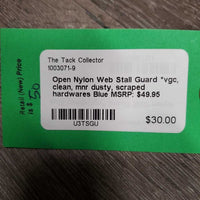 The Tack Collector
1003071-9
Open Nylon Web Stall Guard *vgc,
clean, mnr dusty, scraped
hardwares Blue MSRP: $49.95
U3TSGU
$30.00
Retail (New) Price
is $ 50